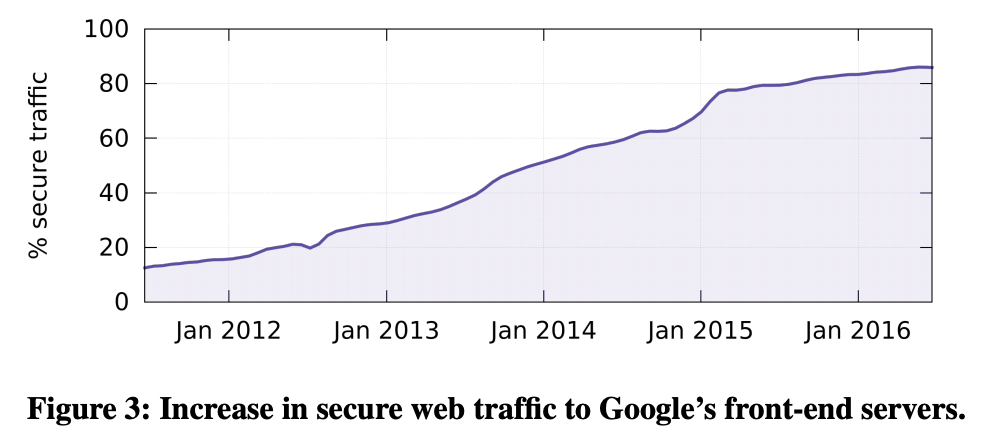 100
80
60
40
20
0
% secure traffic
Jan 2012 Jan 2013 Jan 2014 Jan 2015 Jan 2016
Figure 3: Increase in secure web traffic to Google's front-end servers.